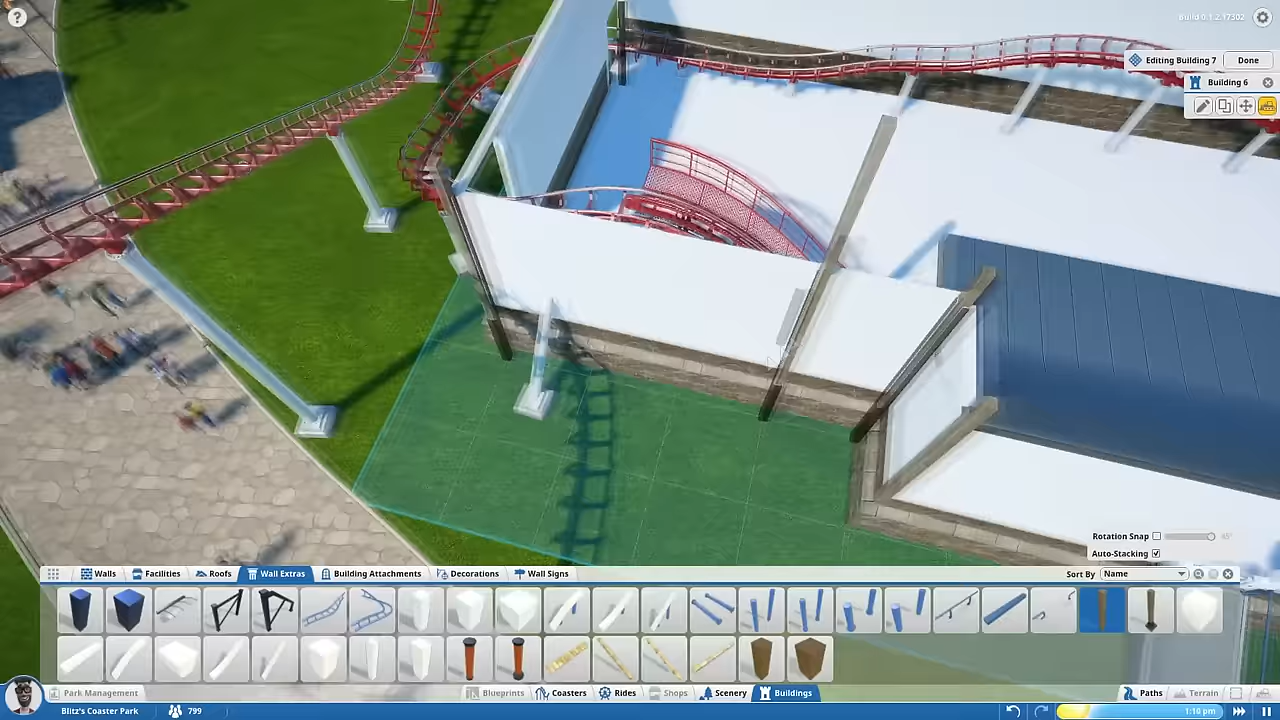 ?
Build 0.1.2.17302
Editing Building 7
Done
Building 6
Rotation Snap
45°
Auto-Stacking
Walls
Facilities
Roofs
Wall Extras
Building Attachments
Decorations
Wall Signs
Sort By
Name
Park Management
Blueprints
Coasters
Rides
Shops
Scenery
Buildings
Paths
Terrain
Blitz's Coaster Park
799
1:10 pm